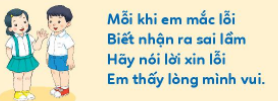 Mỗi khi em mắc lỗi
Biết nhận ra sai lầm
Hãy nói lời xin lỗi
Em thấy lòng mình vui.